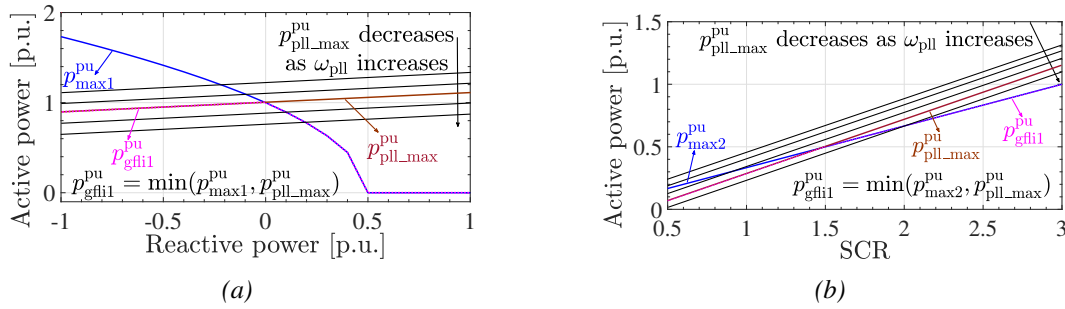 2
1
0
Active power [p.u.]
p^pu_pll_max decreases
as ω_pll increases
p^pu_max1
p^pu_gfli1
p^pu_pll_max
p^pu_gfli1 = min(p^pu_max1, p^pu_pll_max)
-1 -0.5 0 0.5 1
Reactive power [p.u.]
(a)
1.5
1
0.5
0
Active power [p.u.]
p^pu_pll_max decreases as ω_pll increases
p^pu_max2
p^pu_pll_max
p^pu_gfli1
p^pu_gfli1 = min(p^pu_max2, p^pu_pll_max)
0.5 1 1.5 2 2.5 3
SCR
(b)